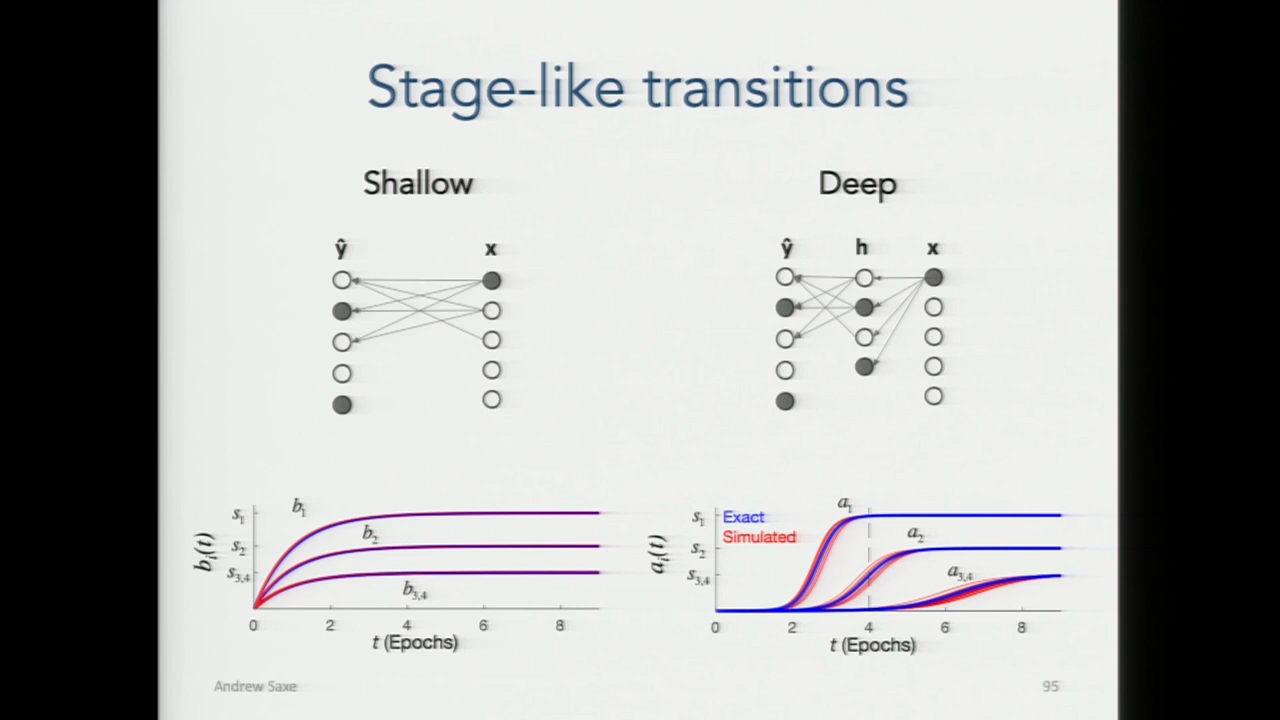 Stage-like transitions
Shallow
Deep
ŷ
x
ŷ
h
x
b₁
s₁
b₂
s₂
s₃,₄
b₃,₄
bᵢ(t)
0 2 4 6 8
t (Epochs)
a₁
s₁
Exact
Simulated
a₂
s₂
a₃,₄
s₃,₄
aᵢ(t)
0 2 4 6 8
t (Epochs)
Andrew Saxe
95